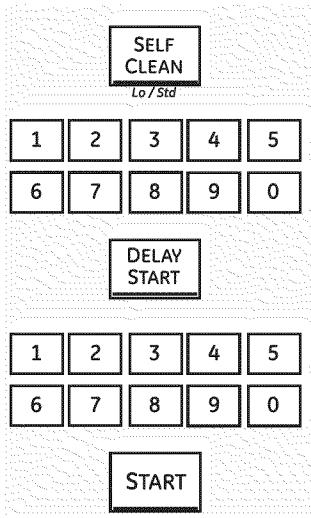 SELF
CLEAN
Lo / Std
1 2 3 4 5
6 7 8 9 0
DELAY
START
1 2 3 4 5
6 7 8 9 0
START